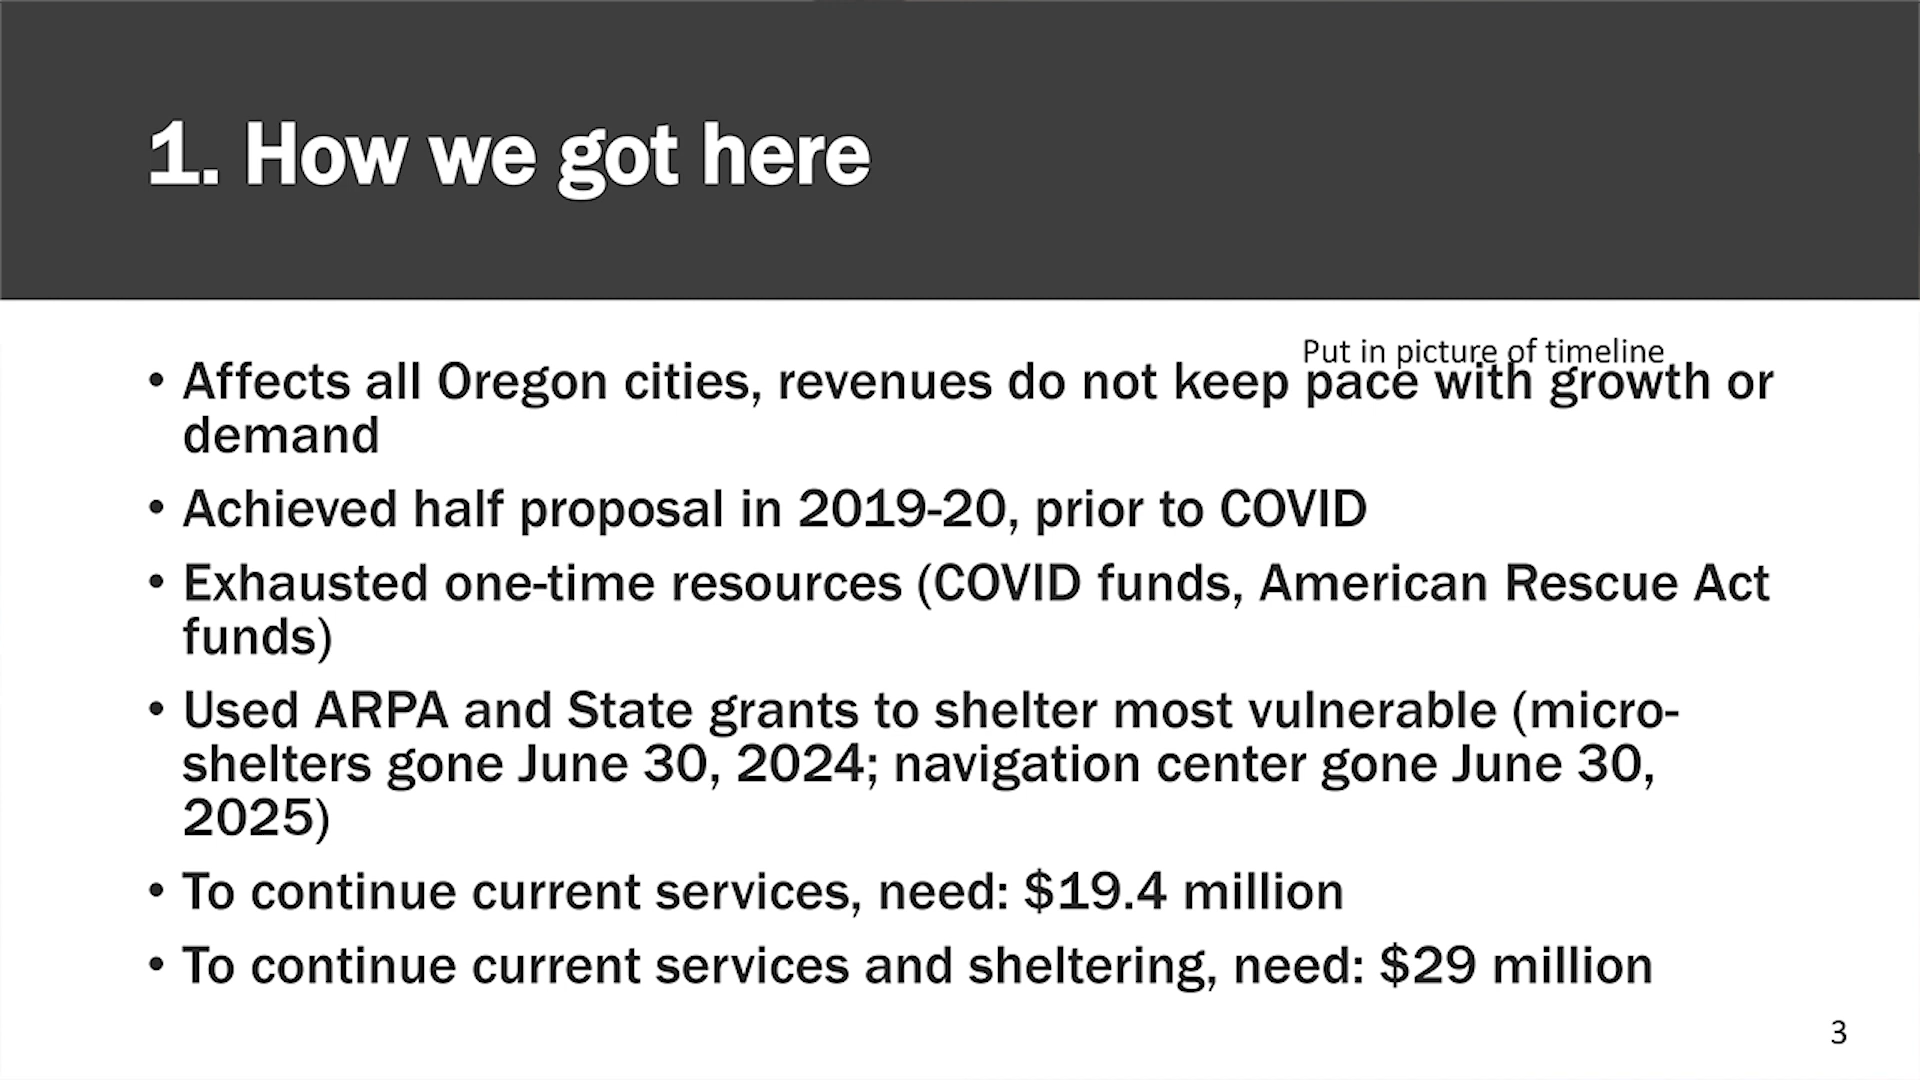 1. How we got here
Put in picture of timeline
• Affects all Oregon cities, revenues do not keep pace with growth or
demand
• Achieved half proposal in 2019-20, prior to COVID
• Exhausted one-time resources (COVID funds, American Rescue Act
funds)
• Used ARPA and State grants to shelter most vulnerable (micro-
shelters gone June 30, 2024; navigation center gone June 30,
2025)
• To continue current services, need: $19.4 million
• To continue current services and sheltering, need: $29 million
3